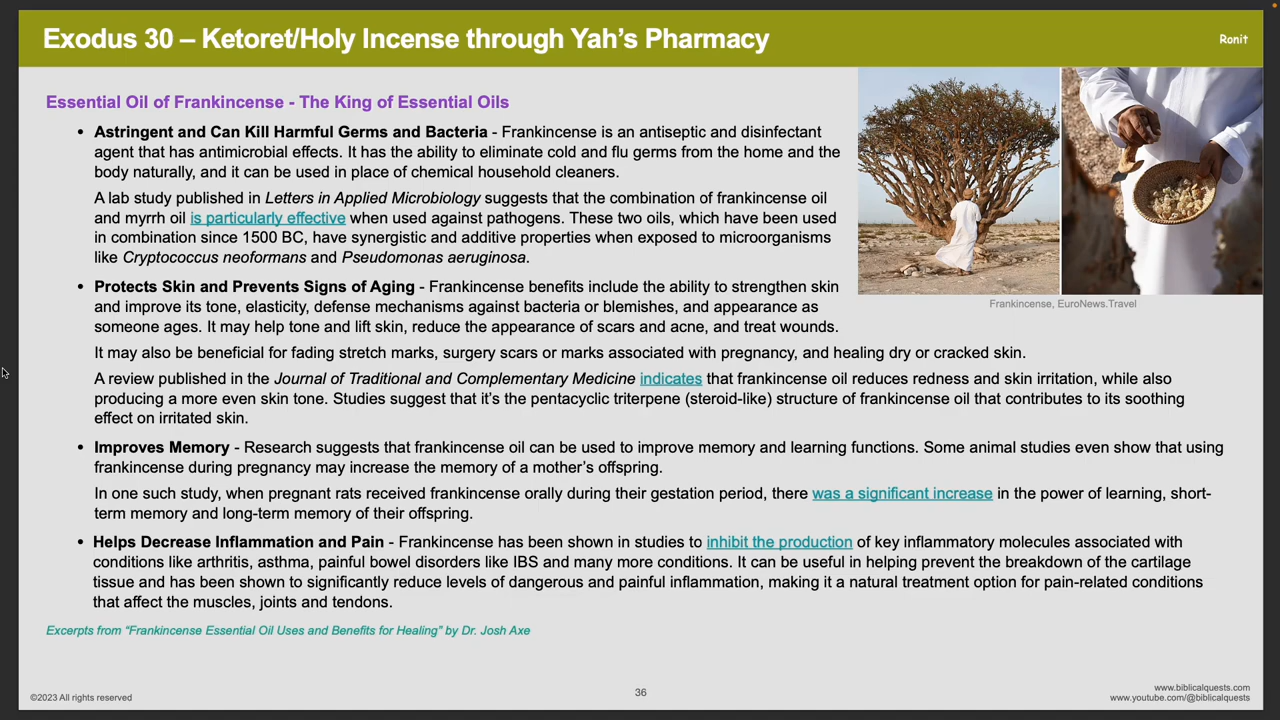 Exodus 30 – Ketoret/Holy Incense through Yah's Pharmacy
Ronit
Essential Oil of Frankincense - The King of Essential Oils
• Astringent and Can Kill Harmful Germs and Bacteria - Frankincense is an antiseptic and disinfectant
agent that has antimicrobial effects. It has the ability to eliminate cold and flu germs from the home and the
body naturally, and it can be used in place of chemical household cleaners.
A lab study published in Letters in Applied Microbiology suggests that the combination of frankincense oil
and myrrh oil is particularly effective when used against pathogens. These two oils, which have been used
in combination since 1500 BC, have synergistic and additive properties when exposed to microorganisms
like Cryptococcus neoformans and Pseudomonas aeruginosa.
• Protects Skin and Prevents Signs of Aging - Frankincense benefits include the ability to strengthen skin
and improve its tone, elasticity, defense mechanisms against bacteria or blemishes, and appearance as
someone ages. It may help tone and lift skin, reduce the appearance of scars and acne, and treat wounds.
Frankincense, EuroNews.Travel
It may also be beneficial for fading stretch marks, surgery scars or marks associated with pregnancy, and healing dry or cracked skin.
A review published in the Journal of Traditional and Complementary Medicine indicates that frankincense oil reduces redness and skin irritation, while also
producing a more even skin tone. Studies suggest that it's the pentacyclic triterpene (steroid-like) structure of frankincense oil that contributes to its soothing
effect on irritated skin.
• Improves Memory - Research suggests that frankincense oil can be used to improve memory and learning functions. Some animal studies even show that using
frankincense during pregnancy may increase the memory of a mother's offspring.
In one such study, when pregnant rats received frankincense orally during their gestation period, there was a significant increase in the power of learning, short-
term memory and long-term memory of their offspring.
• Helps Decrease Inflammation and Pain - Frankincense has been shown in studies to inhibit the production of key inflammatory molecules associated with
conditions like arthritis, asthma, painful bowel disorders like IBS and many more conditions. It can be useful in helping prevent the breakdown of the cartilage
tissue and has been shown to significantly reduce levels of dangerous and painful inflammation, making it a natural treatment option for pain-related conditions
that affect the muscles, joints and tendons.
Excerpts from "Frankincense Essential Oil Uses and Benefits for Healing" by Dr. Josh Axe
©2023 All rights reserved
36
www.biblicalquests.com
www.youtube.com/@biblicalquests